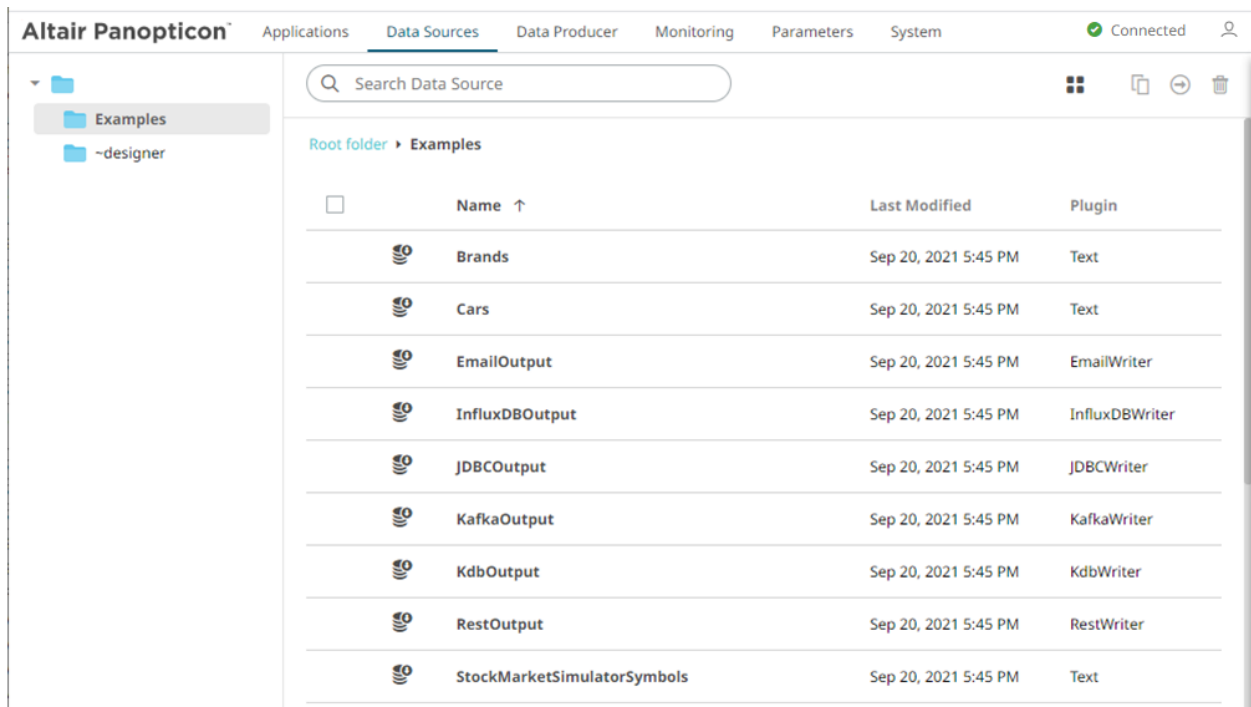 Altair Panopticon™ Applications Data Sources Data Producer Monitoring Parameters System Connected
Search Data Source
Examples
~designer
Root folder Examples
Name ↑ Last Modified Plugin
Brands Sep 20, 2021 5:45 PM Text
Cars Sep 20, 2021 5:45 PM Text
EmailOutput Sep 20, 2021 5:45 PM EmailWriter
InfluxDBOutput Sep 20, 2021 5:45 PM InfluxDBWriter
JDBCOutput Sep 20, 2021 5:45 PM JDBCWriter
KafkaOutput Sep 20, 2021 5:45 PM KafkaWriter
KdbOutput Sep 20, 2021 5:45 PM KdbWriter
RestOutput Sep 20, 2021 5:45 PM RestWriter
StockMarketSimulatorSymbols Sep 20, 2021 5:45 PM Text